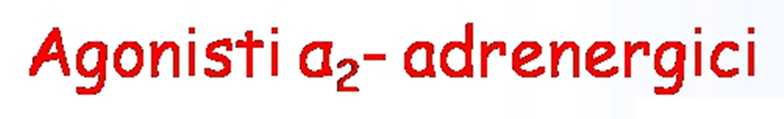 Agonisti α₂- adrenergici